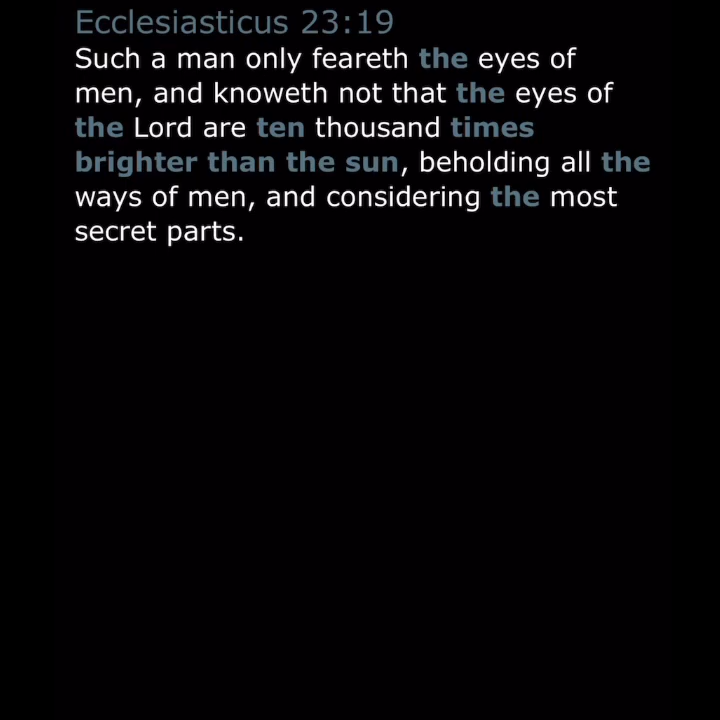 Ecclesiasticus 23:19
Such a man only feareth the eyes of
men, and knoweth not that the eyes of
the Lord are ten thousand times
brighter than the sun, beholding all the
ways of men, and considering the most
secret parts.